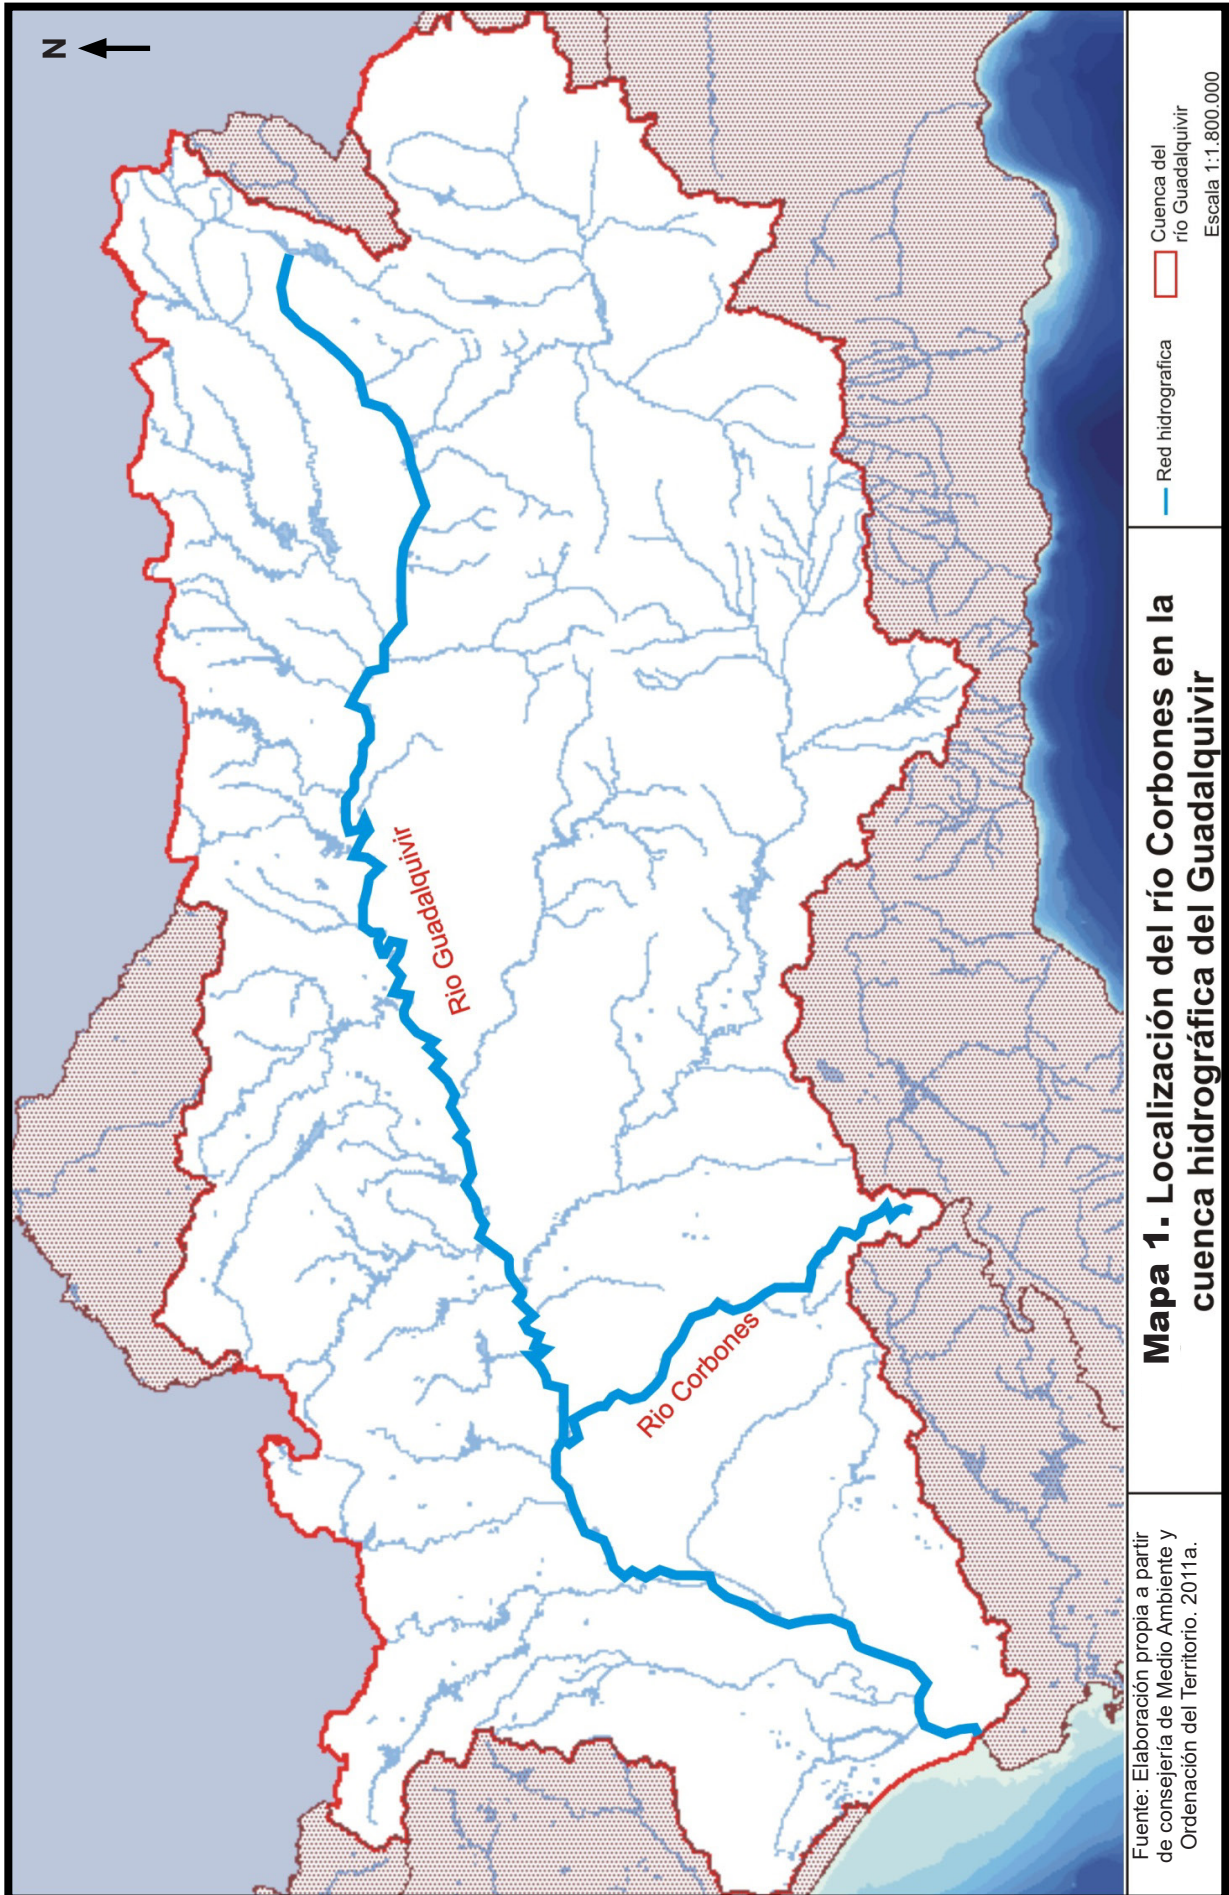 N
Rio Guadalquivir
Rio Corbones
Fuente: Elaboración propia a partir
de consejería de Medio Ambiente y
Ordenación del Territorio. 2011a.
Mapa 1. Localización del río Corbones en la
cuenca hidrográfica del Guadalquivir
Red hidrografica
Cuenca del
río Guadalquivir
Escala 1:1.800.000